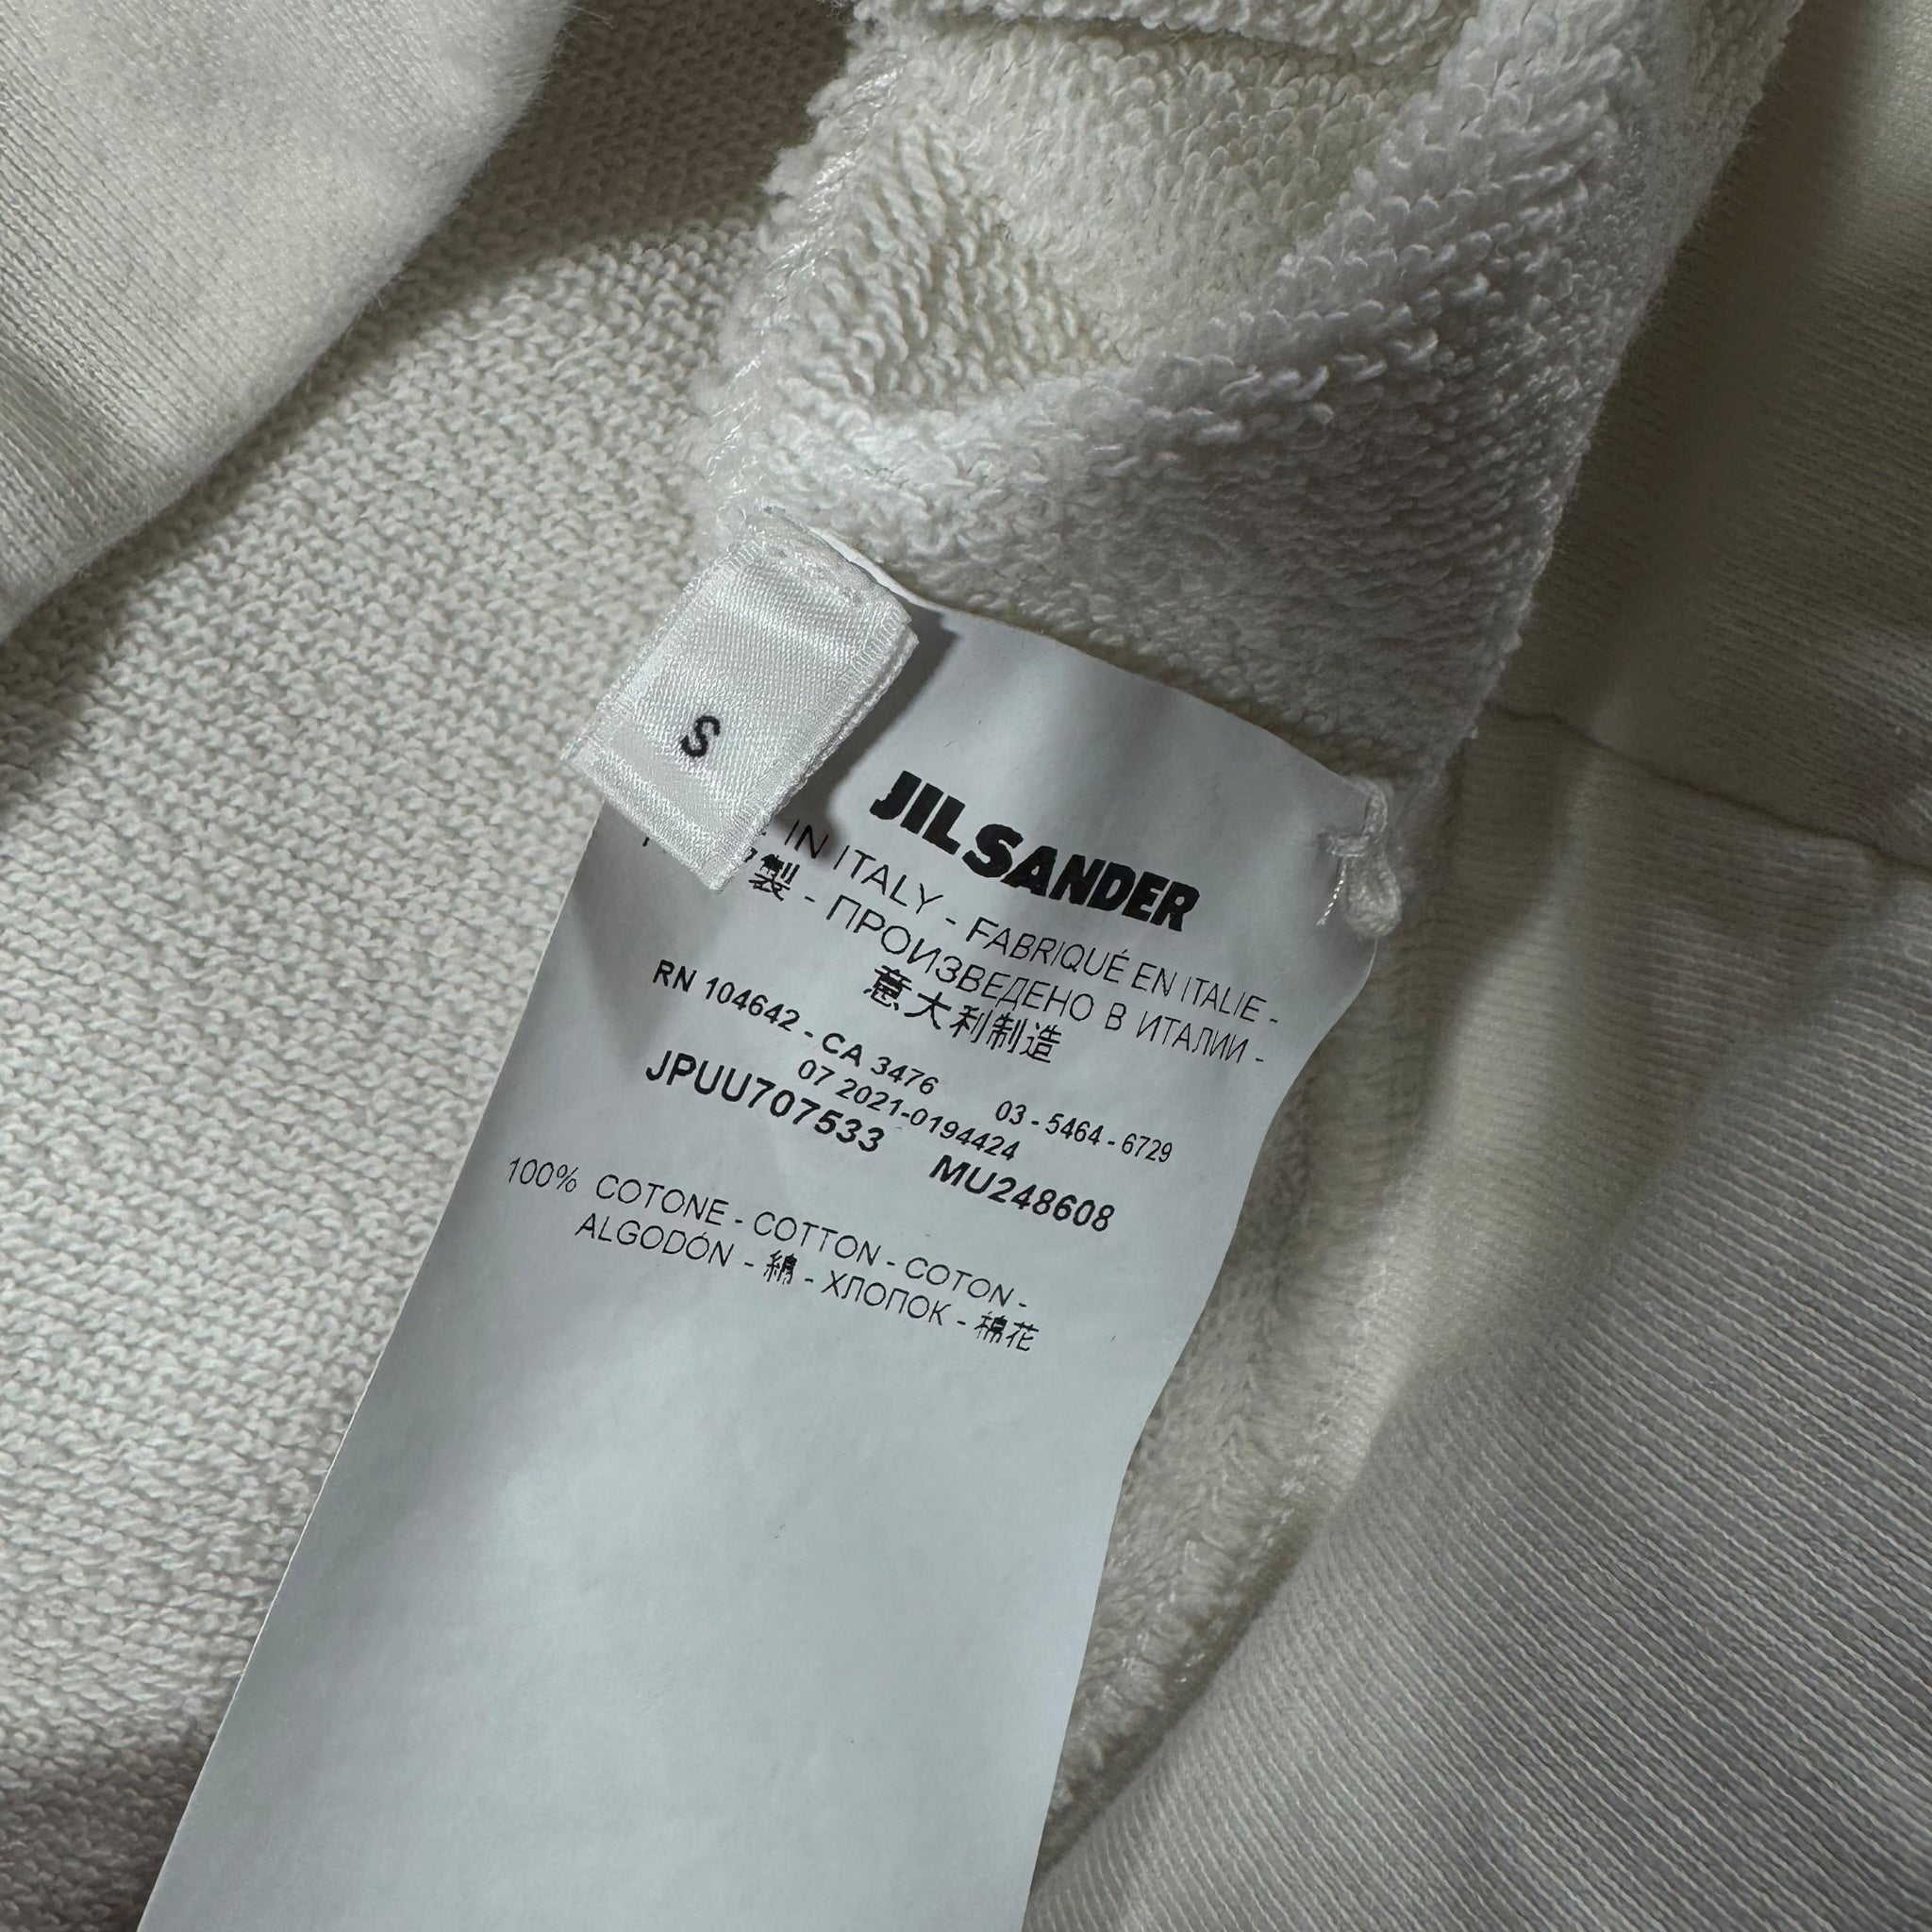 S
JIL SANDER
IN ITALY - FABRIQUÉ EN ITALIE -
製 - ПРОИЗВЕДЕНО В ИТАЛИИ -
意大利制造
RN 104642 - CA 3476 03 - 5464 - 6729
07 2021-0194424
JPUU707533 MU248608
100% COTONE - COTTON - COTON -
ALGODÓN - 綿 - ХЛОПОК - 棉花